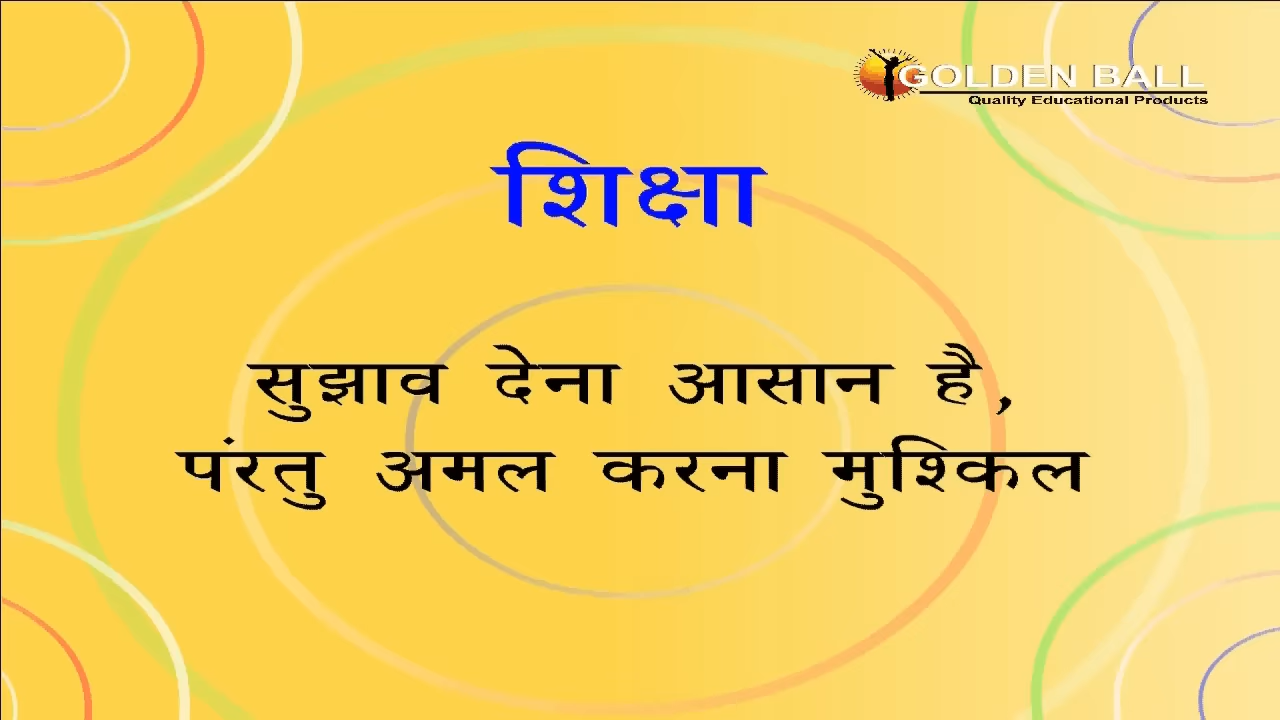 GOLDEN BALL
Quality Educational Products
शिक्षा
सुझाव देना आसान है,
परंतु अमल करना मुश्किल